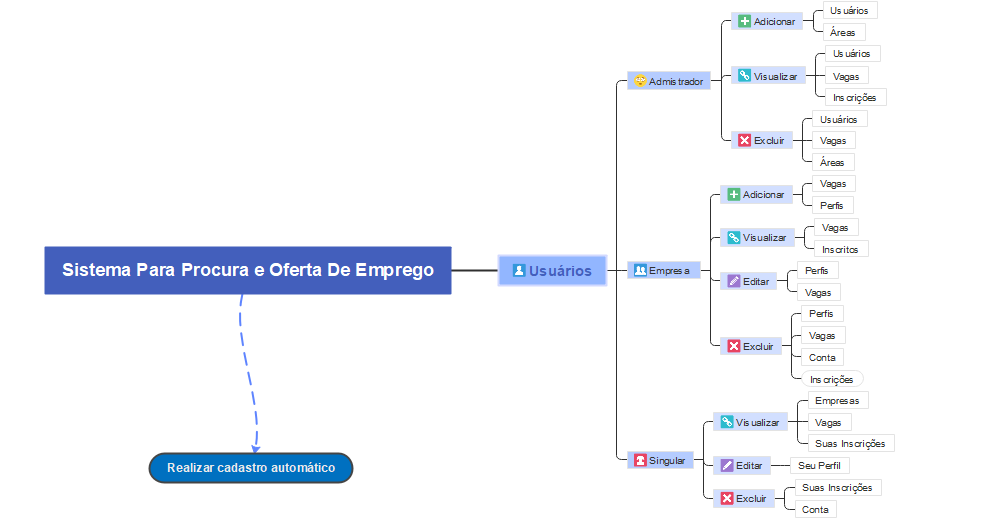 Sistema Para Procura e Oferta De Emprego
Realizar cadastro automático
Usuários
Admistrador
Adicionar
Usuários
Áreas
Visualizar
Usuários
Vagas
Inscrições
Excluir
Usuários
Vagas
Áreas
Empresa
Adicionar
Vagas
Perfis
Visualizar
Vagas
Inscritos
Editar
Perfis
Vagas
Excluir
Perfis
Vagas
Conta
Inscrições
Singular
Visualizar
Empresas
Vagas
Suas Inscrições
Editar
Seu Perfil
Excluir
Suas Inscrições
Conta